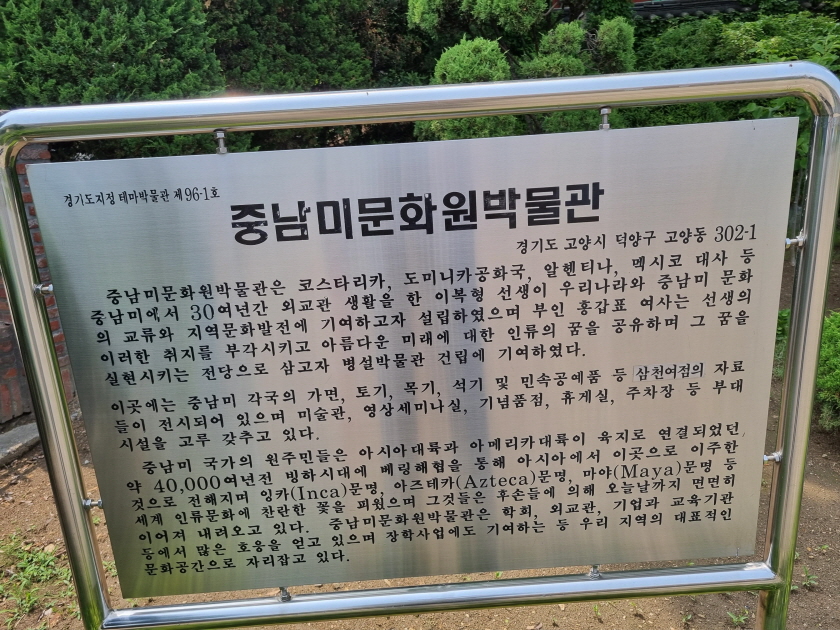 경기도지정 테마박물관 제96-1호
중남미문화원박물관
경기도 고양시 덕양구 고양동 302-1
중남미문화원박물관은 코스타리카, 도미니카공화국, 알헨티나, 멕시코 대사 등
중남미에서 30여년간 외교관 생활을 한 이복형 선생이 우리나라와 중남미 문화
의 교류와 지역문화발전에 기여하고자 설립하였으며 부인 홍갑표 여사는 선생의
이러한 취지를 부각시키고 아름다운 미래에 대한 인류의 꿈을 공유하며 그 꿈을
실현시키는 전당으로 삼고자 병설박물관 건립에 기여하였다.
이곳에는 중남미 각국의 가면, 토기, 목기, 석기 및 민속공예품 등 삼천여점의 자료
들이 전시되어 있으며 미술관, 영상세미나실, 기념품점, 휴게실, 주차장 등 부대
시설을 고루 갖추고 있다.
중남미 국가의 원주민들은 아시아대륙과 아메리카대륙이 육지로 연결되었던
약 40,000여년전 빙하시대에 베링해협을 통해 아시아에서 이곳으로 이주한
것으로 전해지며 잉카(Inca)문명, 아즈테카(Azteca)문명, 마야(Maya)문명 등
세계 인류문화에 찬란한 꽃을 피웠으며 그것들은 후손들에 의해 오늘날까지 면면히
이어져 내려오고 있다. 중남미문화원박물관은 학회, 외교관, 기업과 교육기관
등에서 많은 호응을 얻고 있으며 장학사업에도 기여하는 등 우리 지역의 대표적인
문화공간으로 자리잡고 있다.